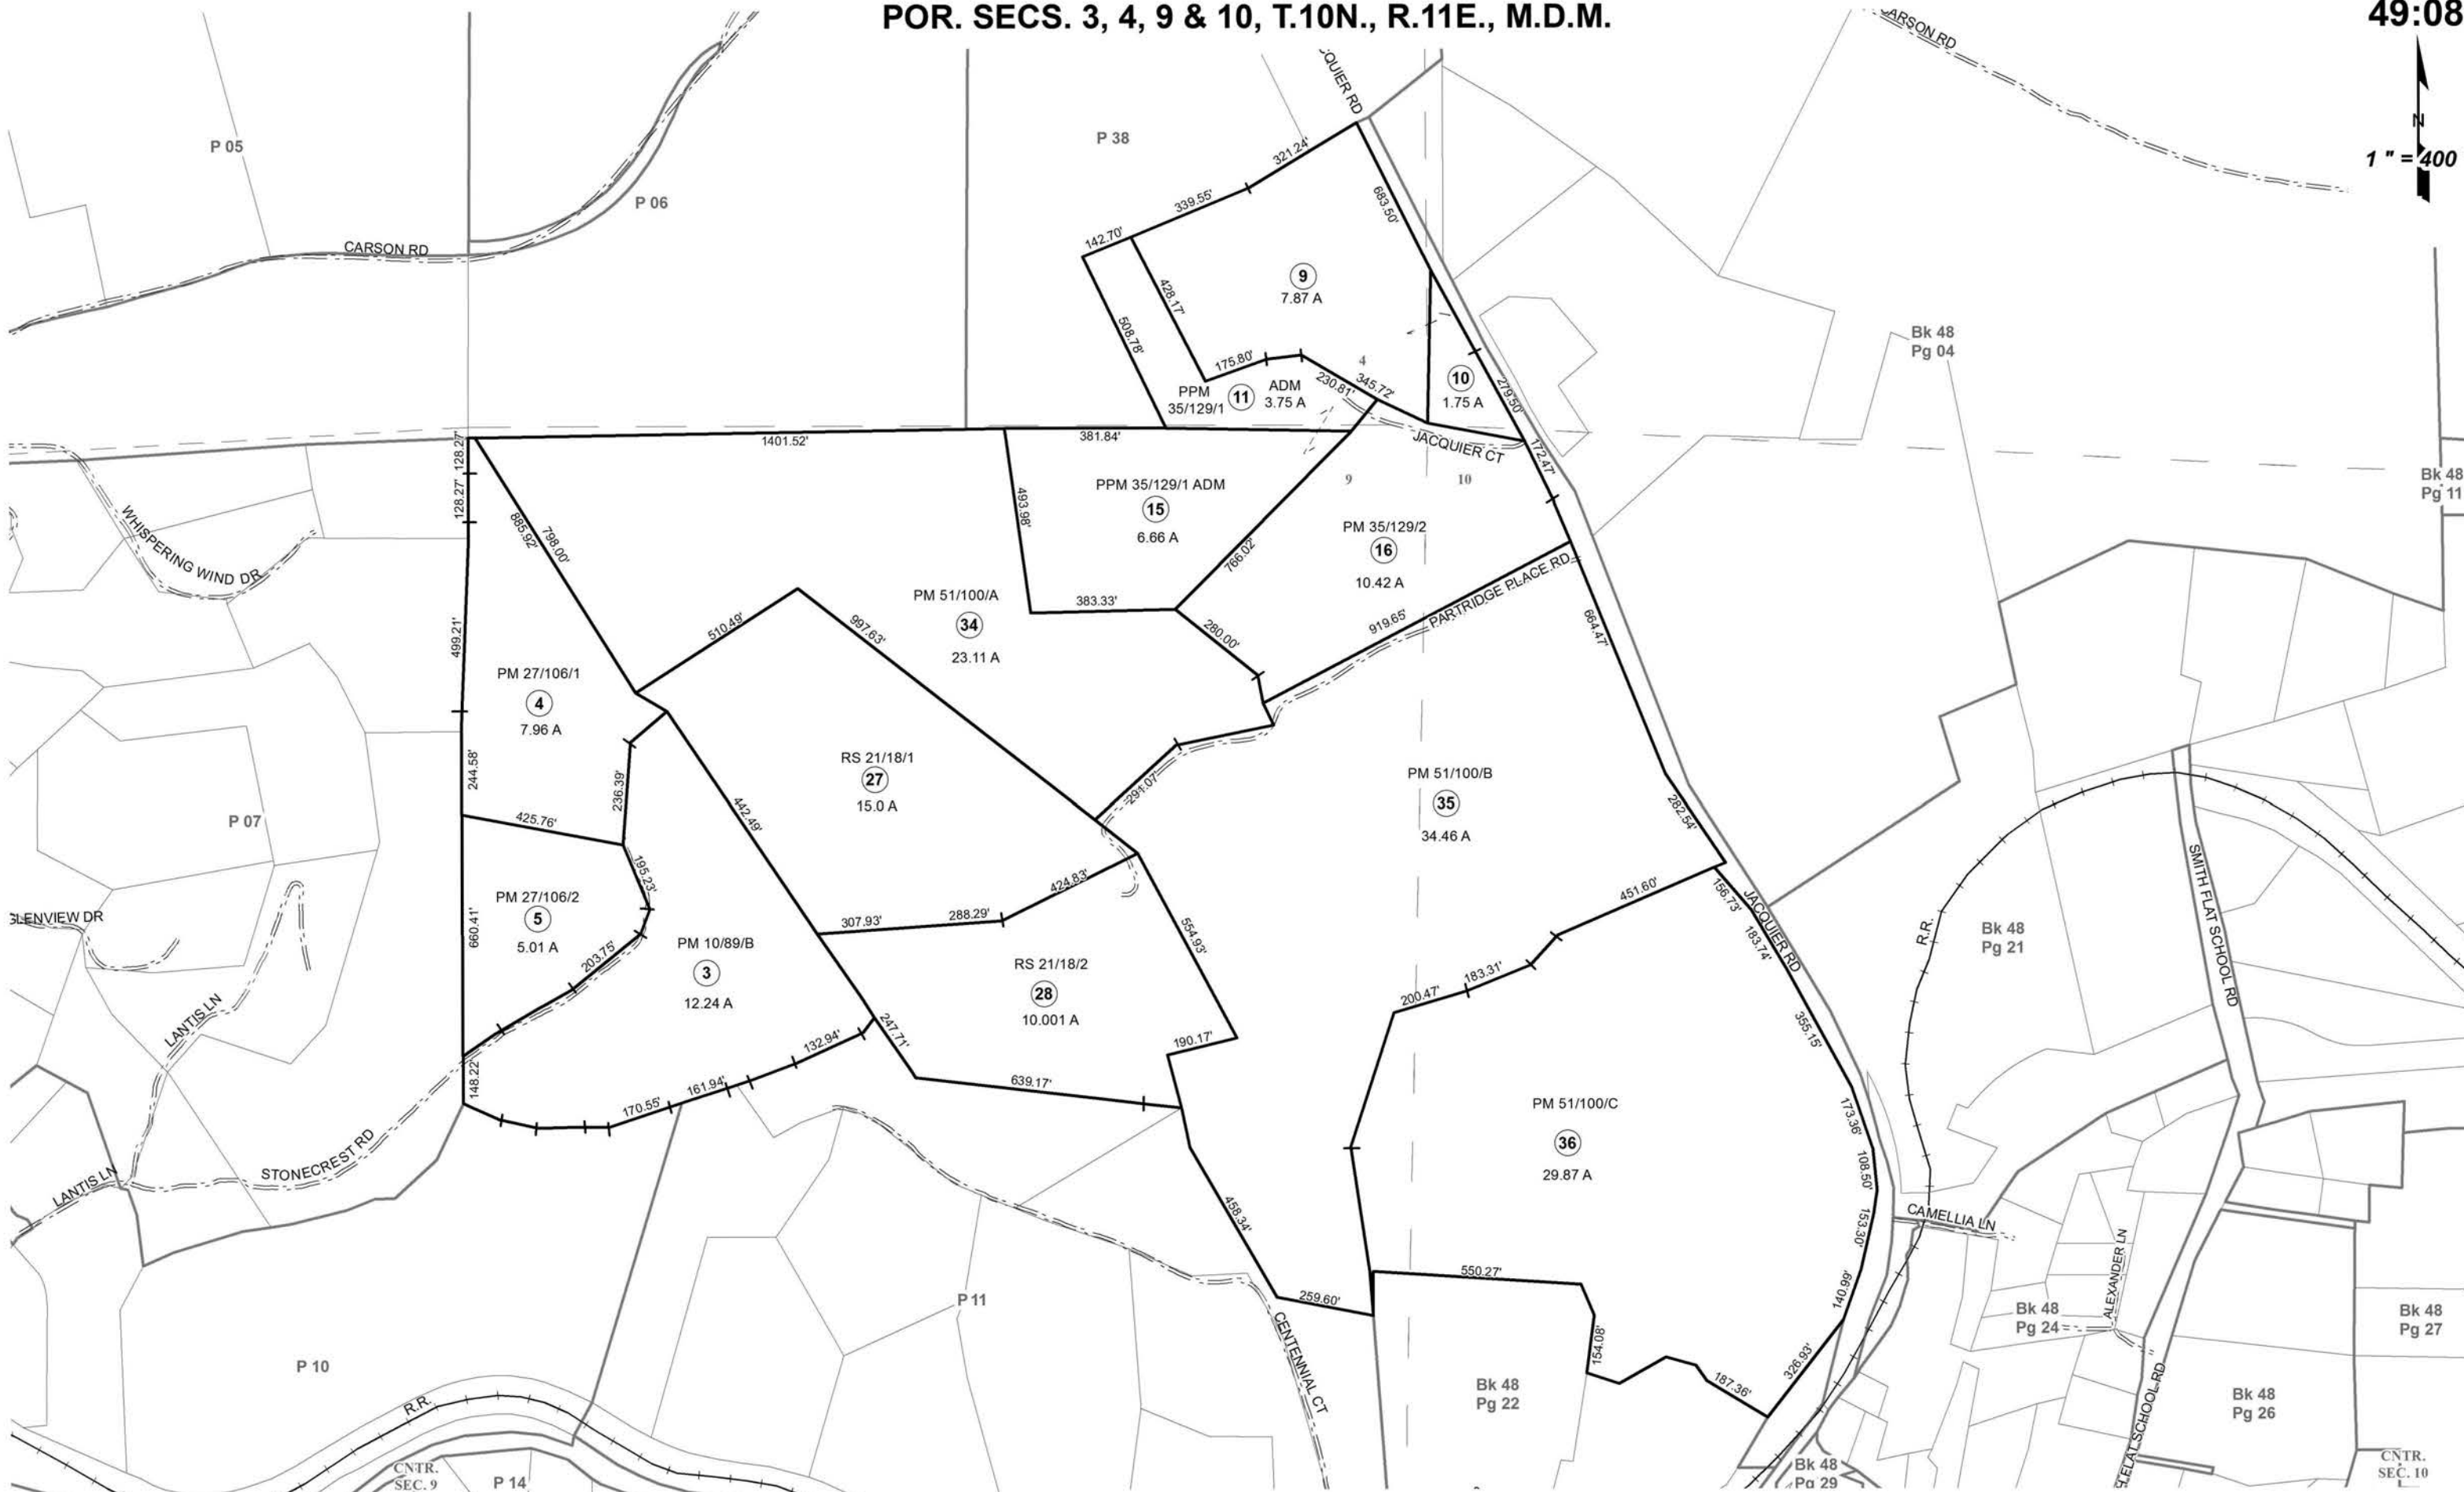 POR. SECS. 3, 4, 9 & 10, T.10N., R.11E., M.D.M.
49:08
N
1 " = 400
CARSON RD
QUIER RD
P 05
P 38
P 06
CARSON RD
321.24'
339.55'
142.70'
683.50'
9
7.87 A
428.17'
508.78'
175.80'
230.81'
345.72'
4
10
1.75 A
279.50'
PPM
35/129/1
11
ADM
3.75 A
Bk 48
Pg 04
JACQUIER CT
172.47'
128.27'
128.27'
1401.52'
381.84'
Bk 48
Pg 11
WHISPERING WIND DR
885.92'
798.00'
493.98'
PPM 35/129/1 ADM
15
6.66 A
9
10
PM 35/129/2
16
10.42 A
766.02'
383.33'
PARTRIDGE PLACE RD
919.65'
280.00'
664.47'
499.21'
510.49'
997.63'
PM 51/100/A
34
23.11 A
PM 27/106/1
4
7.96 A
244.58'
236.39'
425.76'
442.49'
RS 21/18/1
27
15.0 A
291.07'
PM 51/100/B
35
34.46 A
282.54'
P 07
SMITH FLAT SCHOOL RD
195.23'
PM 27/106/2
5
5.01 A
660.41'
203.75'
GLENVIEW DR
307.93'
288.29'
424.83'
554.93'
451.60'
156.73'
JACQUIER RD
183.74'
R.R.
Bk 48
Pg 21
PM 10/89/B
3
12.24 A
RS 21/18/2
28
10.001 A
183.31'
200.47'
355.15'
LANTIS LN
132.94'
247.71'
190.17'
148.22'
170.55'
161.94'
639.17'
PM 51/100/C
36
29.87 A
173.36'
108.50'
153.30'
STONECREST RD
LANTIS LN
458.34'
CAMELLIA LN
ALEXANDER LN
140.99'
550.27'
259.60'
154.08'
187.36'
326.93'
P 11
CENTENNIAL CT
P 10
R.R.
Bk 48
Pg 24
Bk 48
Pg 27
Bk 48
Pg 22
Bk 48
Pg 26
SCHOOL RD
CNTR.
SEC. 9
P 14
Bk 48
Pg 29
CNTR.
SEC. 10